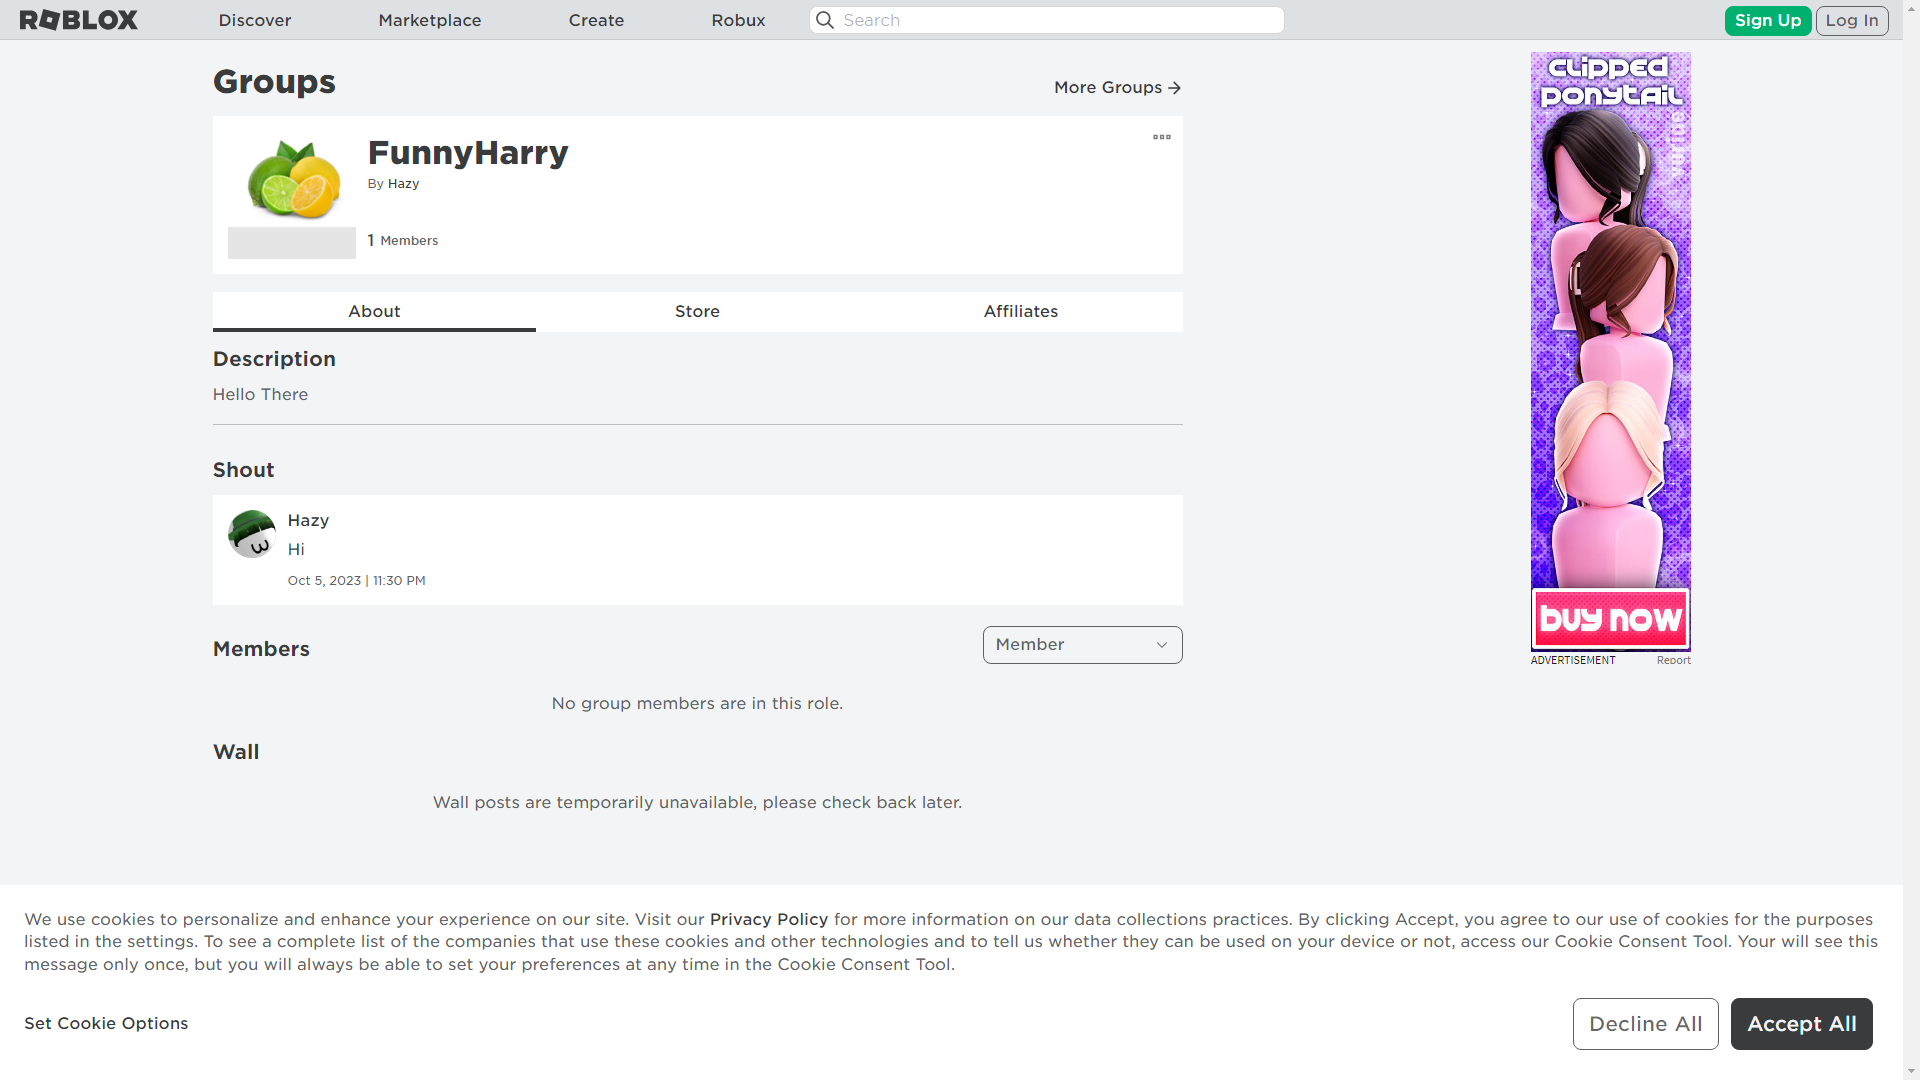 ROBLOX
Discover
Marketplace
Create
Robux
Search
Sign Up
Log In
Groups
More Groups
FunnyHarry
By Hazy
1 Members
About
Store
Affiliates
Description
Hello There
Shout
Hazy
Hi
Oct 5, 2023 | 11:30 PM
Members
Member
No group members are in this role.
Wall
Wall posts are temporarily unavailable, please check back later.
clipped
ponytail
buy now
ADVERTISEMENT
Report
We use cookies to personalize and enhance your experience on our site. Visit our Privacy Policy for more information on our data collections practices. By clicking Accept, you agree to our use of cookies for the purposes
listed in the settings. To see a complete list of the companies that use these cookies and other technologies and to tell us whether they can be used on your device or not, access our Cookie Consent Tool. Your will see this
message only once, but you will always be able to set your preferences at any time in the Cookie Consent Tool.
Set Cookie Options
Decline All
Accept All